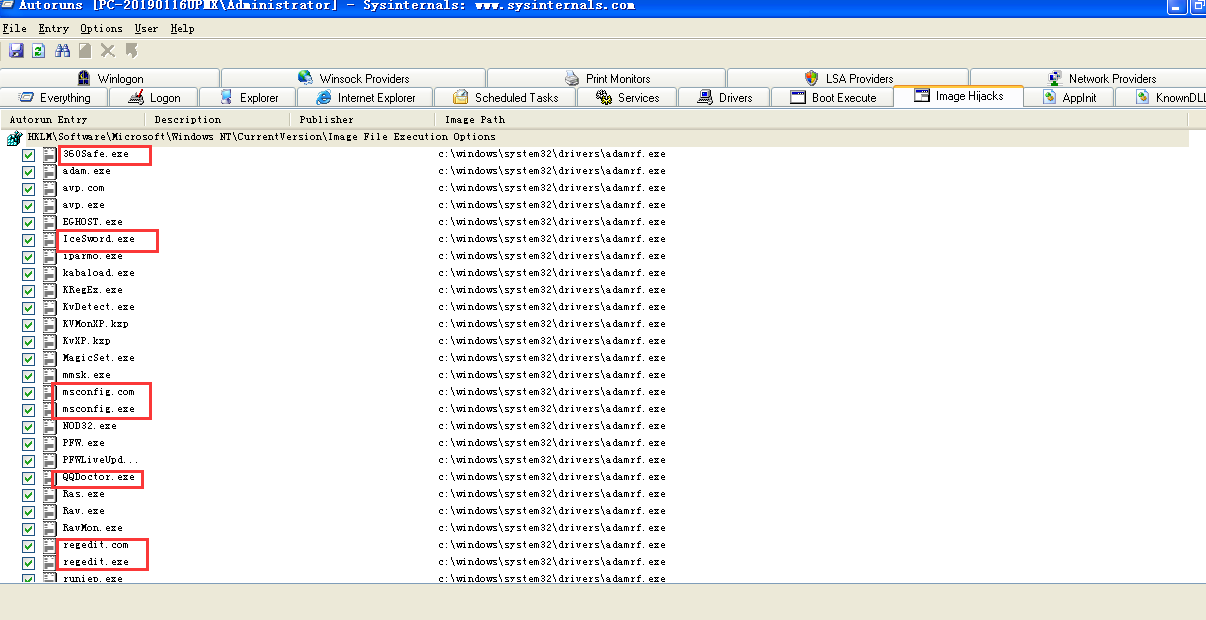 Autoruns [PC-20190116UPMX\Administrator] - Sysinternals: www.sysinternals.com
File Entry Options User Help
Winlogon Winsock Providers Print Monitors LSA Providers Network Providers
Everything Logon Explorer Internet Explorer Scheduled Tasks Services Drivers Boot Execute Image Hijacks AppInit KnownDLL
Autorun Entry Description Publisher Image Path
HKLM\Software\Microsoft\Windows NT\CurrentVersion\Image File Execution Options
360Safe.exe c:\windows\system32\drivers\adamrf.exe
adam.exe c:\windows\system32\drivers\adamrf.exe
avp.com c:\windows\system32\drivers\adamrf.exe
avp.exe c:\windows\system32\drivers\adamrf.exe
EGHOST.exe c:\windows\system32\drivers\adamrf.exe
IceSword.exe c:\windows\system32\drivers\adamrf.exe
iparmo.exe c:\windows\system32\drivers\adamrf.exe
kabaload.exe c:\windows\system32\drivers\adamrf.exe
KRegEx.exe c:\windows\system32\drivers\adamrf.exe
KvDetect.exe c:\windows\system32\drivers\adamrf.exe
KVMonXP.kxp c:\windows\system32\drivers\adamrf.exe
KvXP.kxp c:\windows\system32\drivers\adamrf.exe
MagicSet.exe c:\windows\system32\drivers\adamrf.exe
mmsk.exe c:\windows\system32\drivers\adamrf.exe
msconfig.com c:\windows\system32\drivers\adamrf.exe
msconfig.exe c:\windows\system32\drivers\adamrf.exe
NOD32.exe c:\windows\system32\drivers\adamrf.exe
PFW.exe c:\windows\system32\drivers\adamrf.exe
PFWLiveUpd... c:\windows\system32\drivers\adamrf.exe
QQDoctor.exe c:\windows\system32\drivers\adamrf.exe
Ras.exe c:\windows\system32\drivers\adamrf.exe
Rav.exe c:\windows\system32\drivers\adamrf.exe
RavMon.exe c:\windows\system32\drivers\adamrf.exe
regedit.com c:\windows\system32\drivers\adamrf.exe
regedit.exe c:\windows\system32\drivers\adamrf.exe
runiep.exe c:\windows\system32\drivers\adamrf.exe